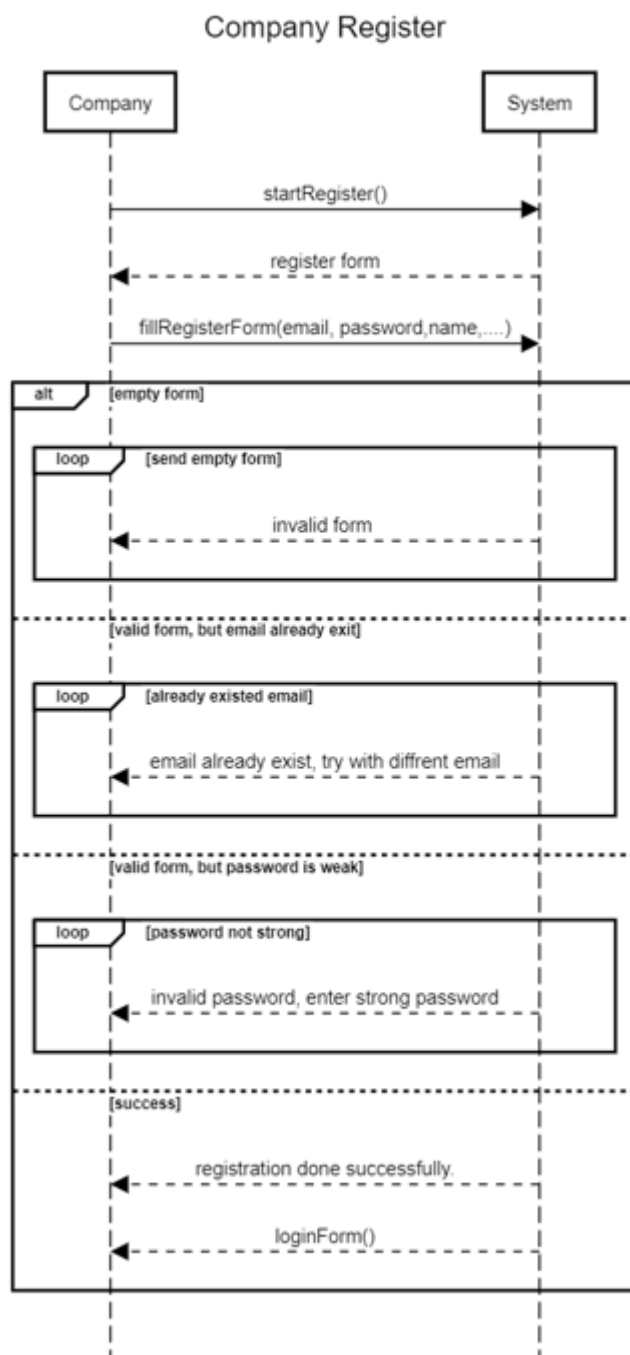 Company Register
Company
System
startRegister()
register form
fillRegisterForm(email, password,name,....)
alt
[empty form]
loop
[send empty form]
invalid form
[valid form, but email already exit]
loop
[already existed email]
email already exist, try with diffrent email
[valid form, but password is weak]
loop
[password not strong]
invalid password, enter strong password
[success]
registration done successfully.
loginForm()